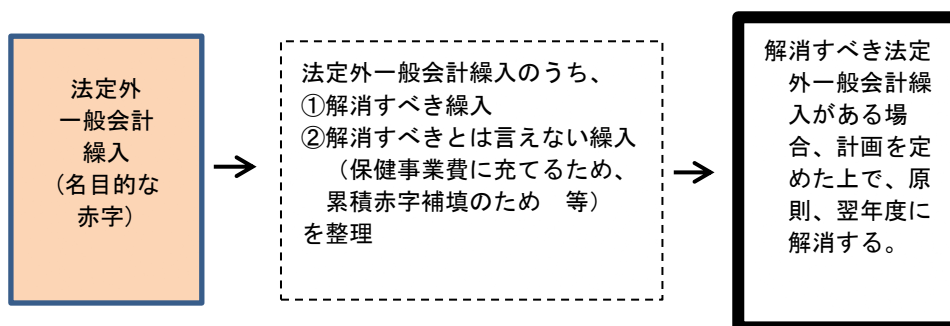 法定外
一般会計
繰入
（名目的な
赤字）
法定外一般会計繰入のうち、
①解消すべき繰入
②解消すべきとは言えない繰入
（保健事業費に充てるため、
累積赤字補填のため　等）
を整理
解消すべき法定
外一般会計繰
入がある場
合、計画を定
めた上で、原
則、翌年度に
解消する。